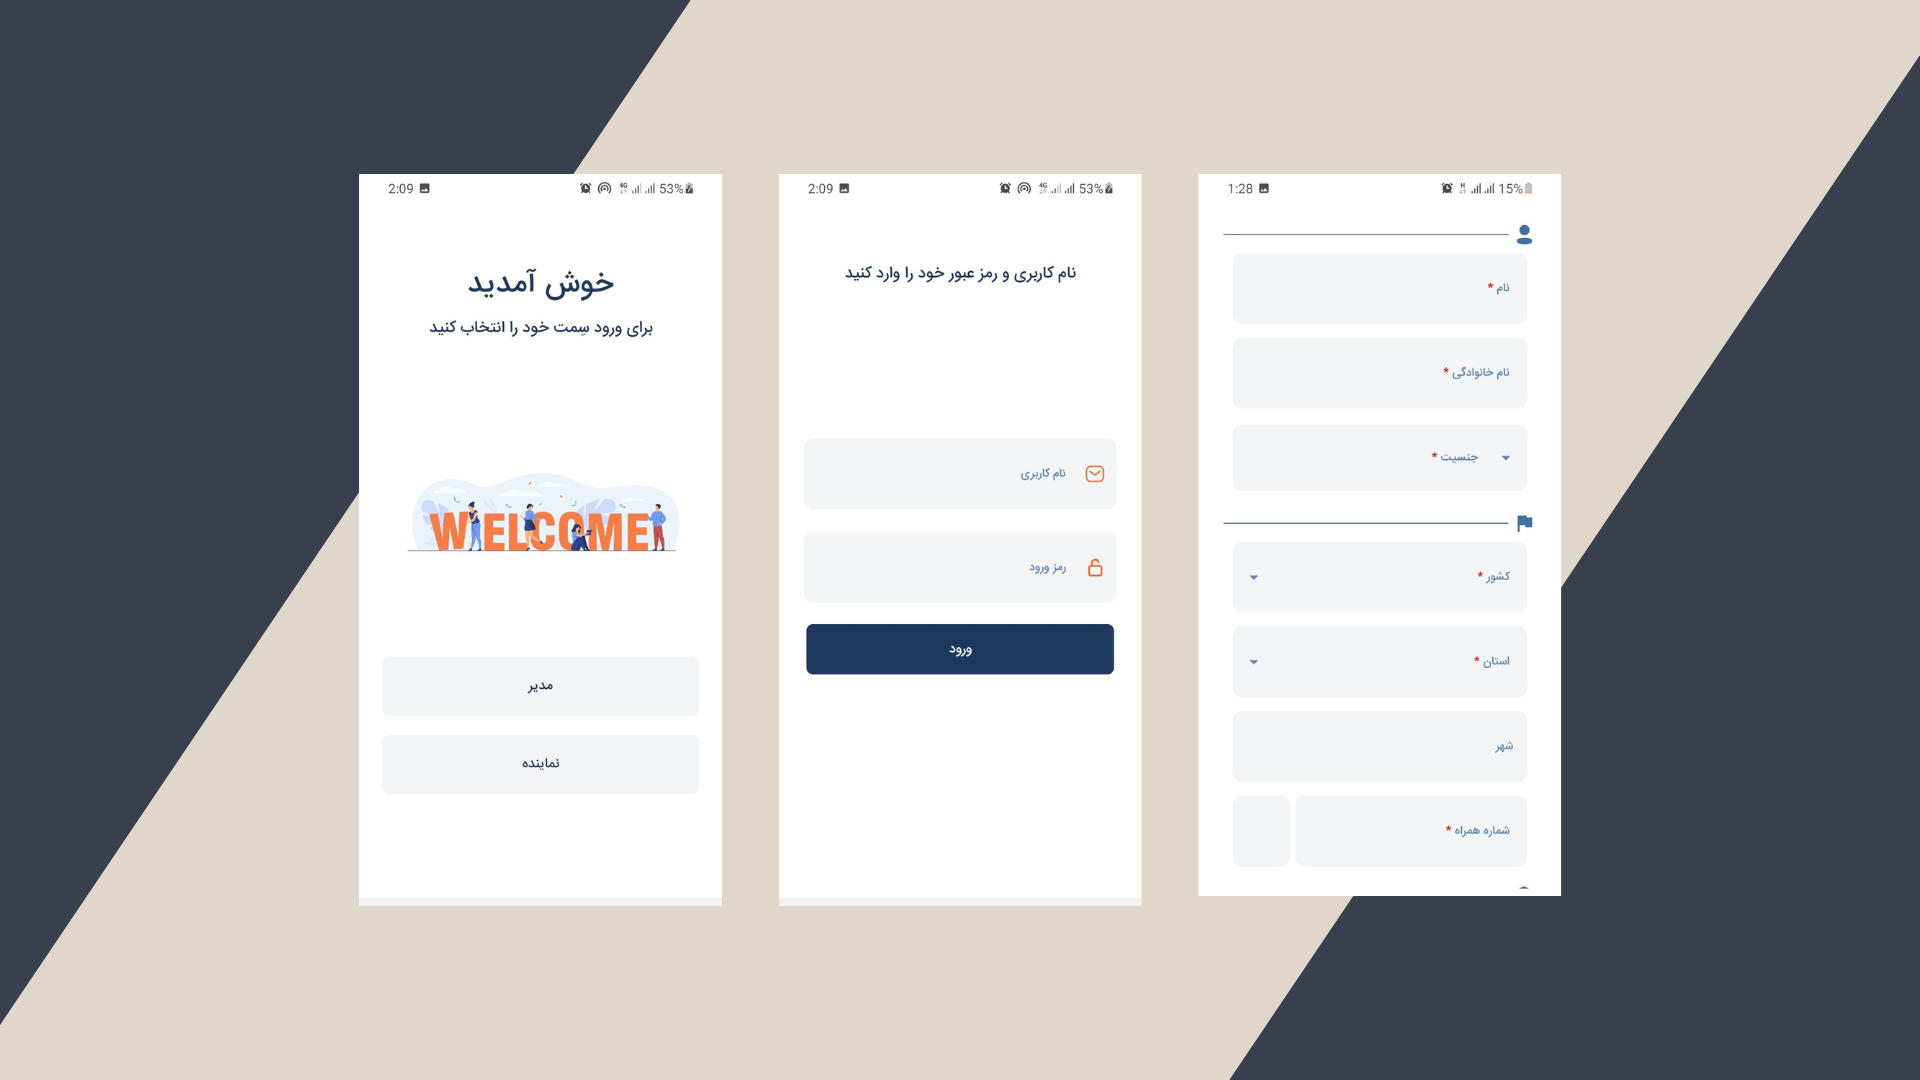 2:09
4G
53%
خوش آمدید
برای ورود سِمت خود را انتخاب کنید
WELCOME
مدیر
نماینده
2:09
4G
53%
نام کاربری و رمز عبور خود را وارد کنید
نام کاربری
رمز ورود
ورود
1:28
H
15%
نام *
نام خانوادگی *
جنسیت *
کشور *
استان *
شهر
شماره همراه *